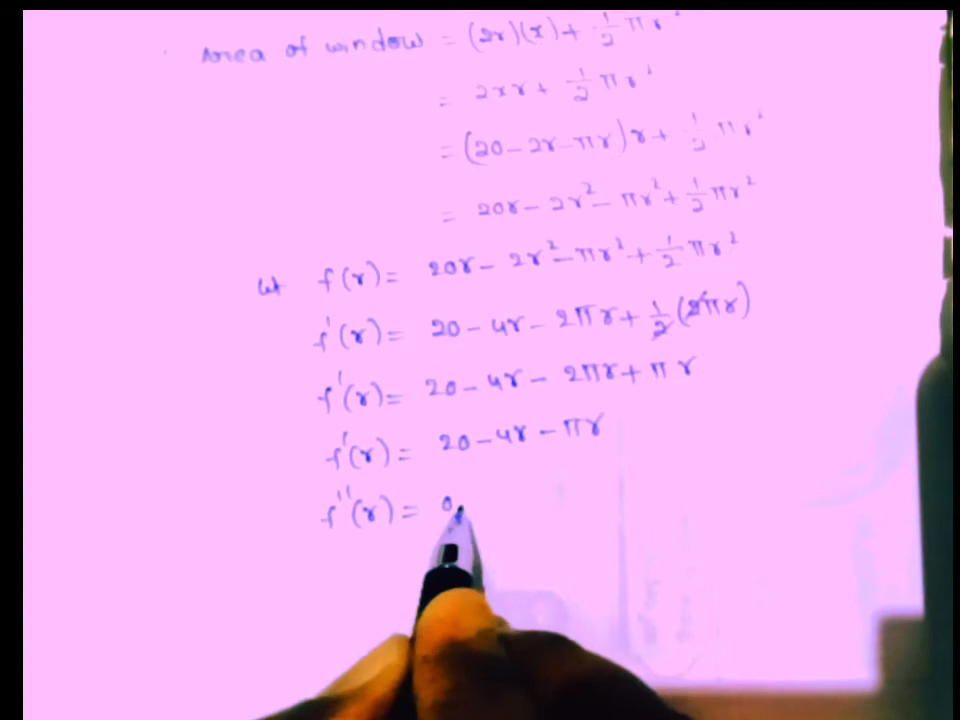 Area of window = (2r)(x) + 1/2 πr²
= 2xr + 1/2 πr²
= (20 - 2r - πr) r + 1/2 πr²
= 20r - 2r² - πr² + 1/2 πr²
let f(r) = 20r - 2r² - πr² + 1/2 πr²
f'(r) = 20 - 4r - 2πr + 1/2 (2πr)
f'(r) = 20 - 4r - 2πr + πr
f'(r) = 20 - 4r - πr
f''(r) = 0